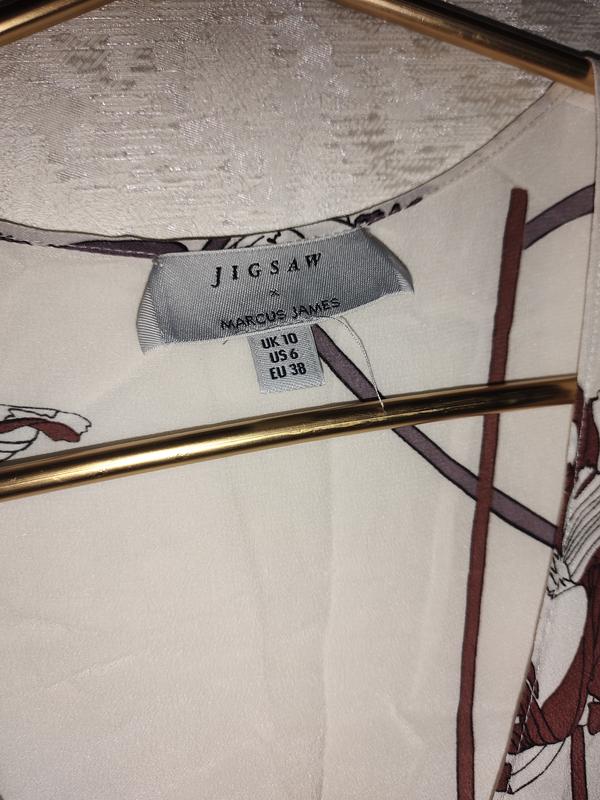 JIGSAW
×
MARCUS JAMES
UK 10
US 6
EU 38